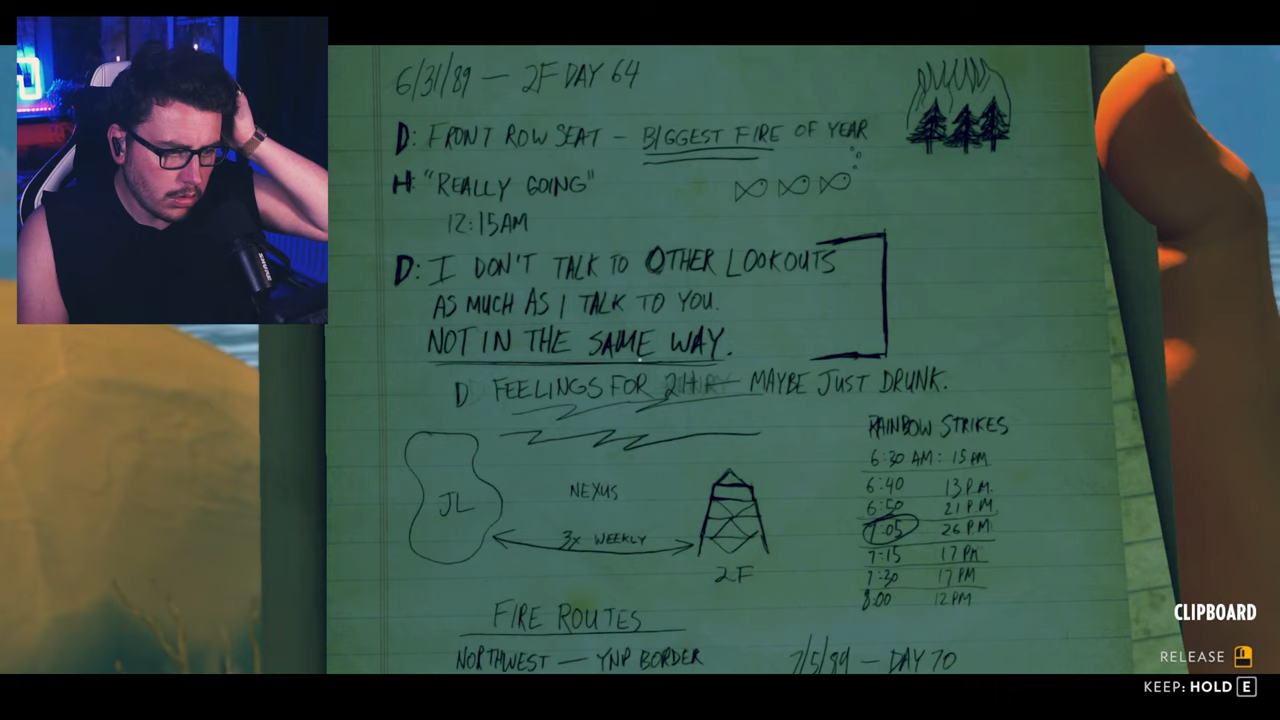 6/31/89 — 2F DAY 64
D: FRONT ROW SEAT — BIGGEST FIRE OF YEAR
H: "REALLY GOING"
12:15AM
D: I DON'T TALK TO OTHER LOOKOUTS
AS MUCH AS I TALK TO YOU.
NOT IN THE SAME WAY.
D FEELINGS FOR MAYBE JUST DRUNK.
JL
NEXUS
3x WEEKLY
2F
RAINBOW STRIKES
6:30 AM: 15 PM
6:40 13 P.M.
6:50 21 P.M
7:05 26 P.M
7:15 17 PM
7:30 17 PM
8:00 12 PM
FIRE ROUTES
NORTHWEST — YNP BORDER
7/5/89 — DAY 70
SHURE
CLIPBOARD
RELEASE
KEEP: HOLD E